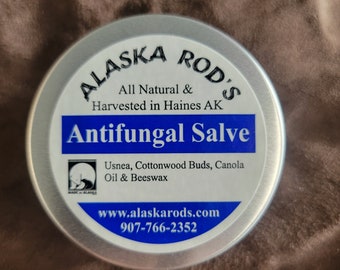 ALASKA ROD'S
All Natural &
Harvested in Haines AK
Antifungal Salve
Usnea, Cottonwood Buds, Canola
Oil & Beeswax
www.alaskarods.com
907-766-2352